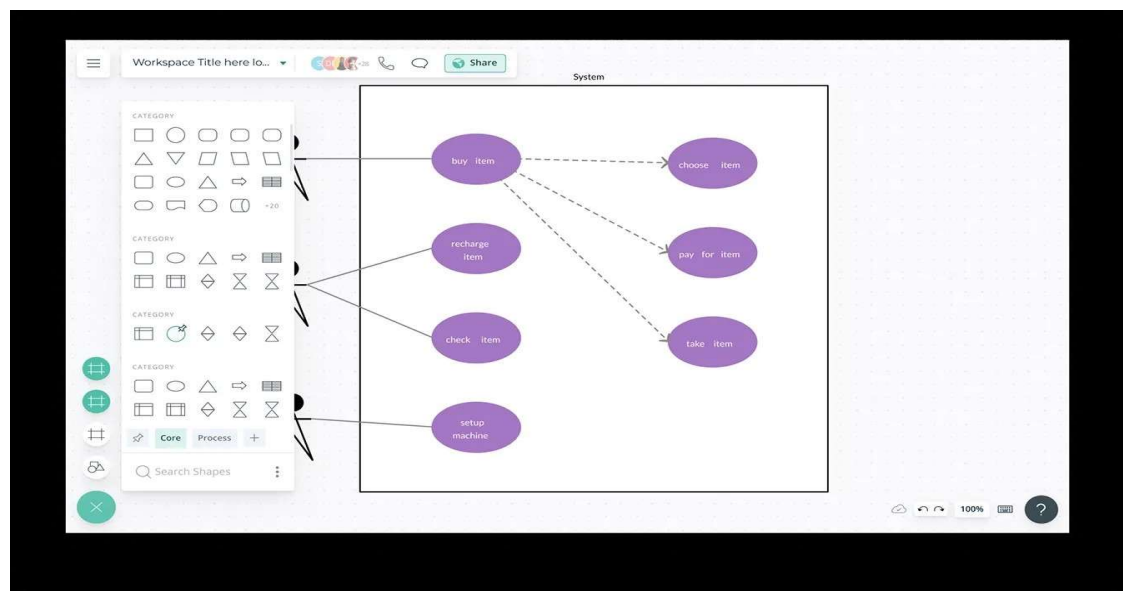 Workspace Title here lo...
+26
Share
System
CATEGORY
+20
CATEGORY
CATEGORY
CATEGORY
Core
Process
Search Shapes
buy item
choose item
recharge
item
pay for item
check item
take item
setup
machine
100%
?